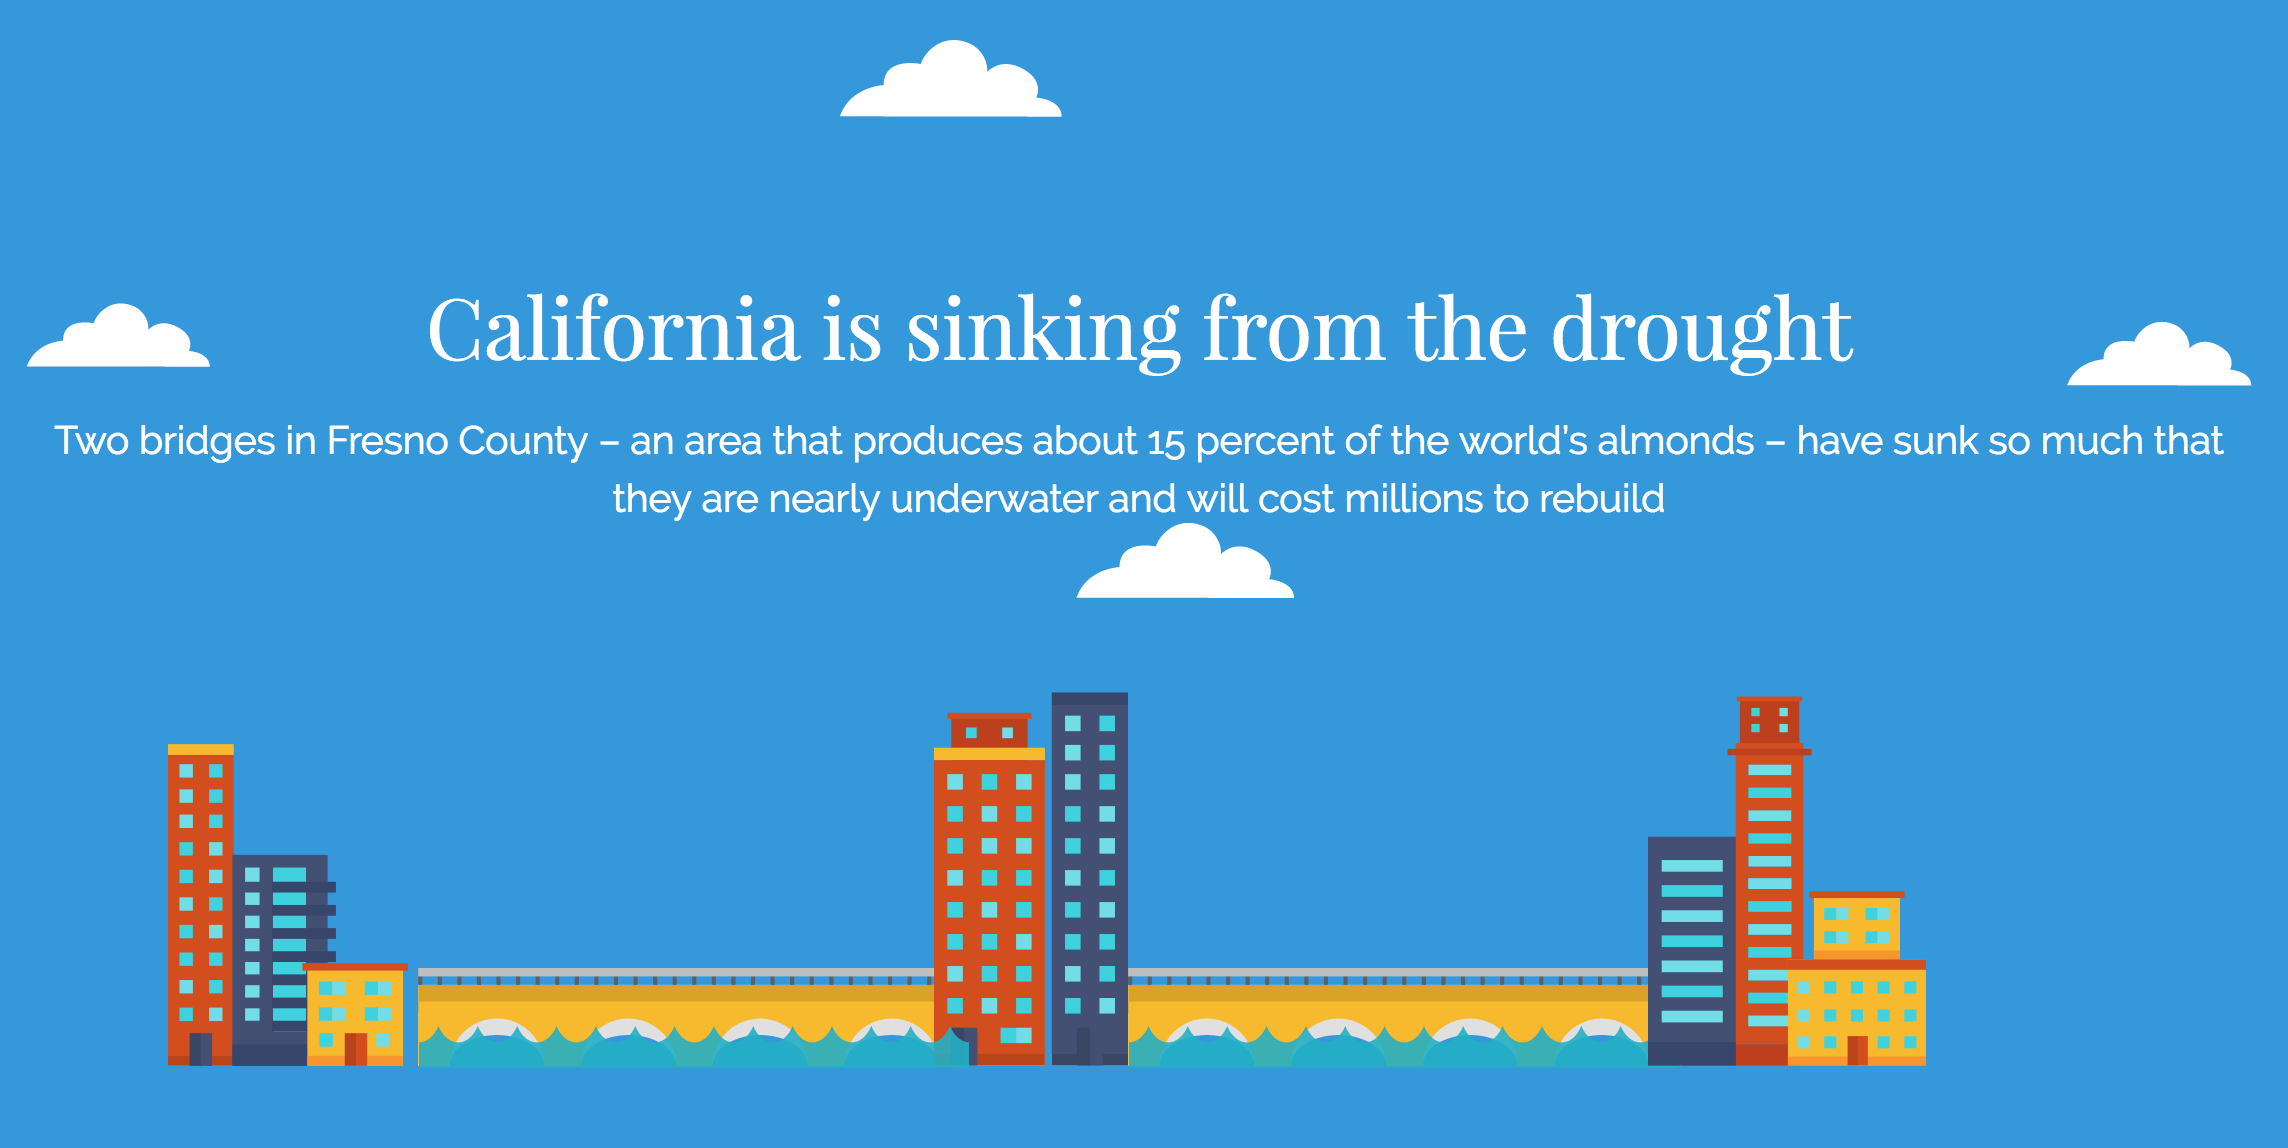 California is sinking from the drought
Two bridges in Fresno County – an area that produces about 15 percent of the world’s almonds – have sunk so much that
they are nearly underwater and will cost millions to rebuild